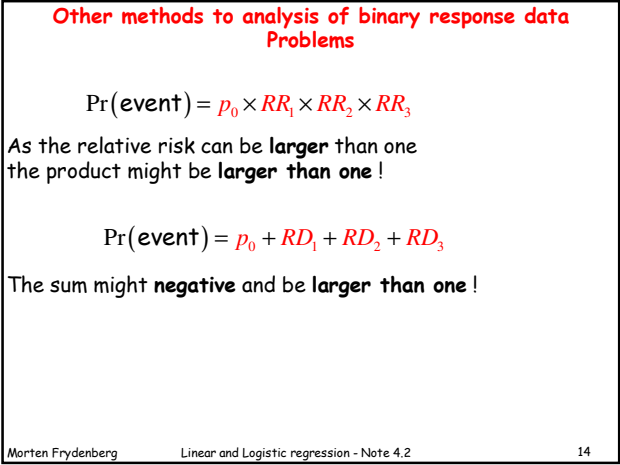 Other methods to analysis of binary response data
Problems
Pr(event) = p₀ × RR₁ × RR₂ × RR₃
As the relative risk can be larger than one
the product might be larger than one !
Pr(event) = p₀ + RD₁ + RD₂ + RD₃
The sum might negative and be larger than one !
Morten Frydenberg Linear and Logistic regression - Note 4.2 14